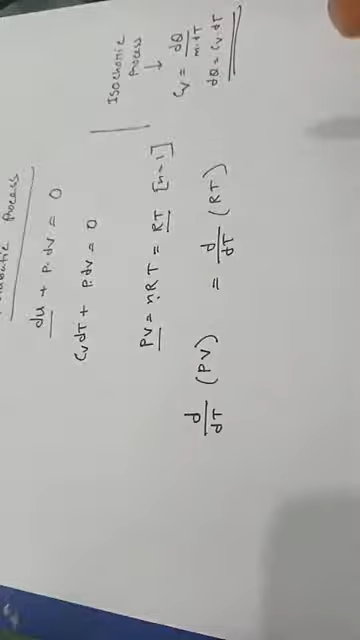 Process
du + P.dv = 0
CvdT + P.dv = 0
PV = nRT = RT [n=1]
d/dT (PV) = d/dT (RT)
Isochoric
process
↓
Cv = dQ/m.dT
dQ = Cv.dT